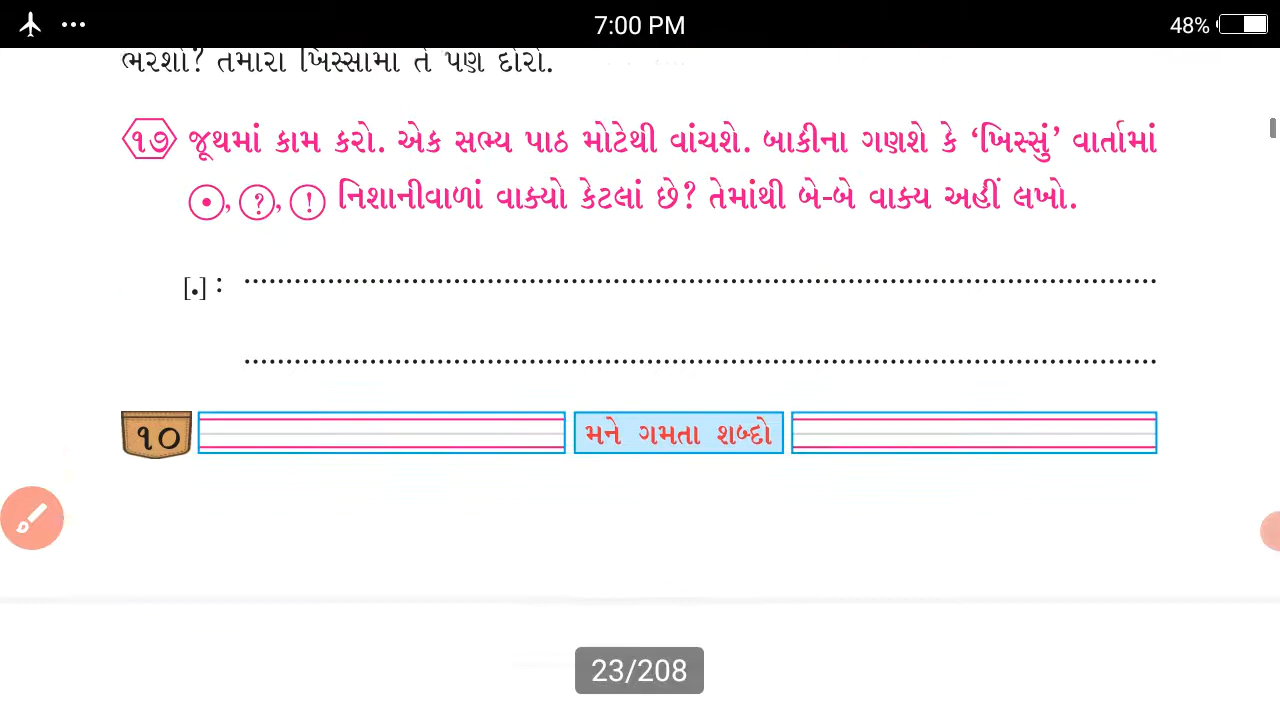 7:00 PM
48%
ભરશો? તમારા ખિસ્સામાં તે પણ દોરો.
૧૭ જૂથમાં કામ કરો. એક સભ્ય પાઠ મોટેથી વાંચશે. બાકીના ગણશે કે ‘ખિસ્સું’ વાર્તામાં
•, ?, ! નિશાનીવાળાં વાક્યો કેટલાં છે? તેમાંથી બે-બે વાક્ય અહીં લખો.
[.] : ................................................................
................................................................
૧૦ મને ગમતા શબ્દો
23/208